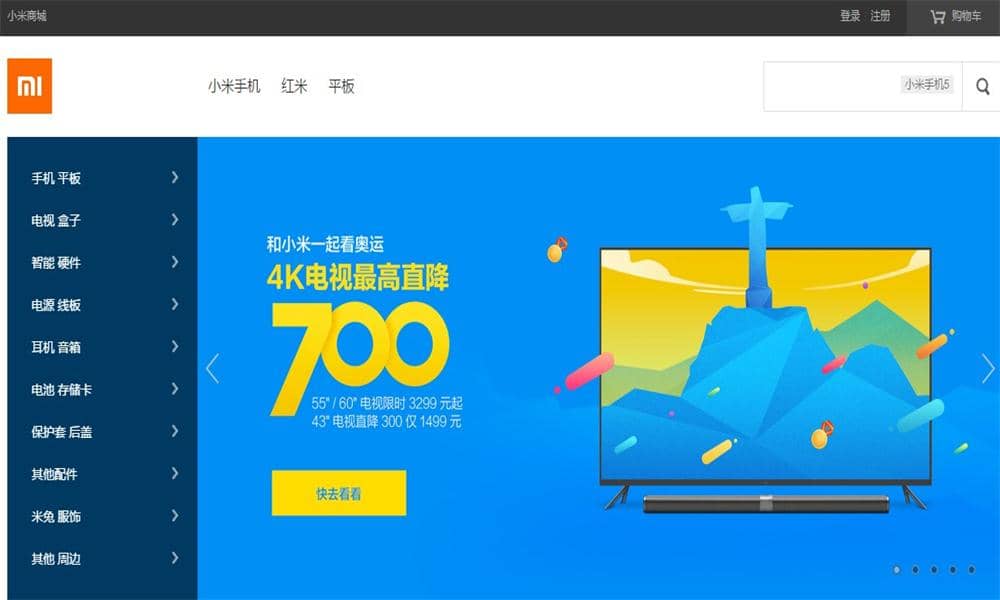 小米商城
登录 注册 购物车
小米手机 红米 平板
小米手机5
手机 平板
电视 盒子
智能 硬件
电源 线板
耳机 音箱
电池 存储卡
保护套 后盖
其他配件
米兔 服饰
其他 周边
和小米一起看奥运
4K电视最高直降
700
55" / 60" 电视限时 3299 元起
43" 电视直降 300 仅 1499 元
快去看看